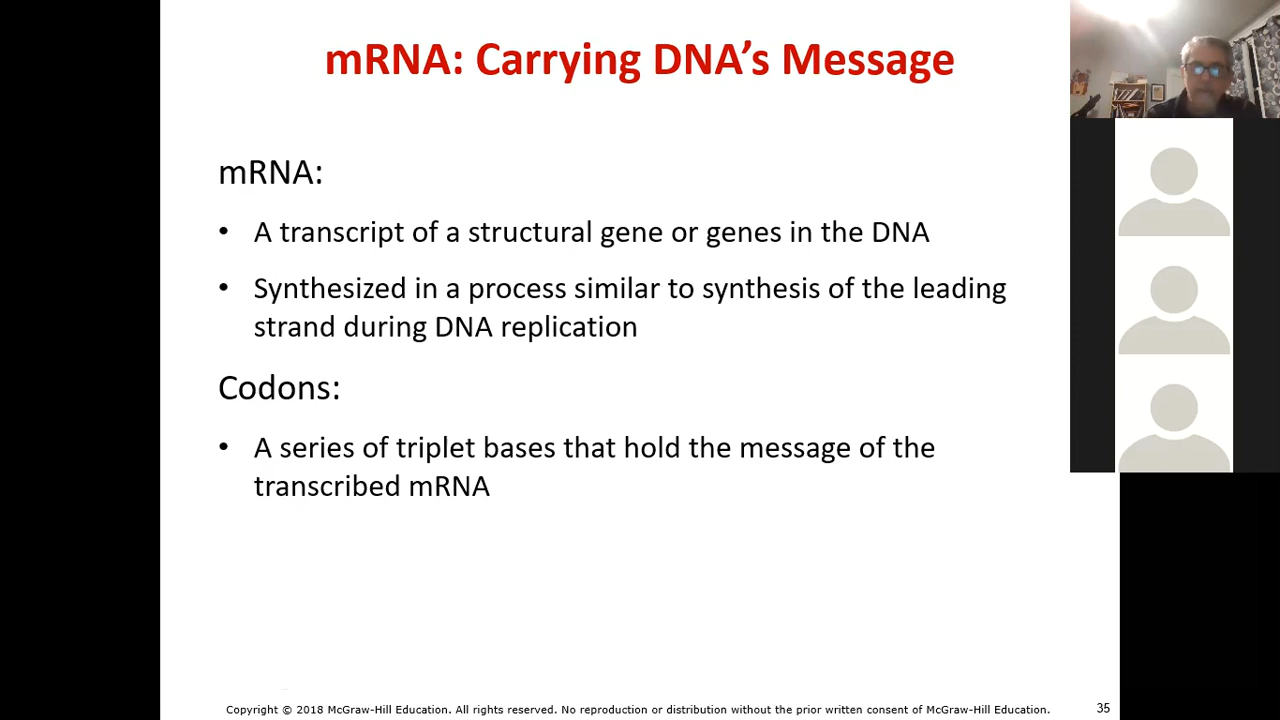 mRNA: Carrying DNA’s Message
mRNA:
• A transcript of a structural gene or genes in the DNA
• Synthesized in a process similar to synthesis of the leading
strand during DNA replication
Codons:
• A series of triplet bases that hold the message of the
transcribed mRNA
Copyright © 2018 McGraw-Hill Education. All rights reserved. No reproduction or distribution without the prior written consent of McGraw-Hill Education.
35